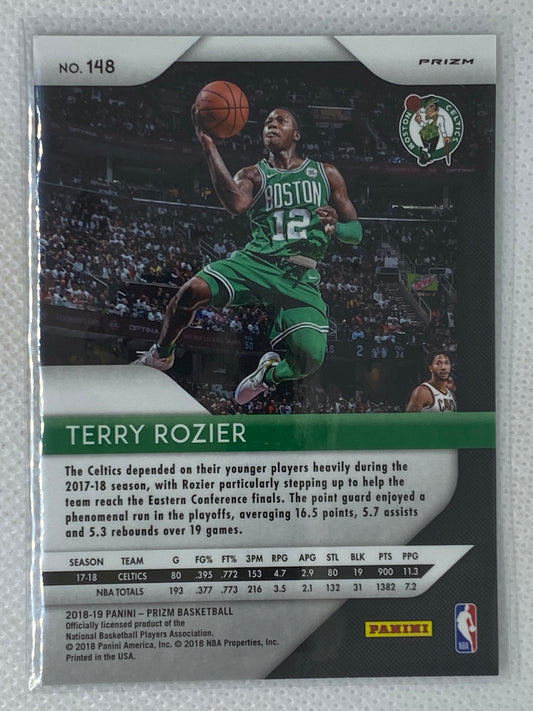 NO. 148
PRIZM
BOSTON CELTICS
BOSTON
12
TERRY ROZIER
The Celtics depended on their younger players heavily during the
2017-18 season, with Rozier particularly stepping up to help the
team reach the Eastern Conference finals. The point guard enjoyed a
phenomenal run in the playoffs, averaging 16.5 points, 5.7 assists
and 5.3 rebounds over 19 games.
SEASON TEAM G FG% FT% 3PM RPG APG STL BLK PTS PPG
17-18 CELTICS 80 .395 .772 153 4.7 2.9 80 19 900 11.3
NBA TOTALS 193 .377 .773 216 3.5 2.1 132 31 1382 7.2
2018-19 PANINI – PRIZM BASKETBALL
Officially licensed product of the
National Basketball Players Association.
© 2018 Panini America, Inc. © 2018 NBA Properties, Inc.
Printed in the USA.
PANINI
NBA